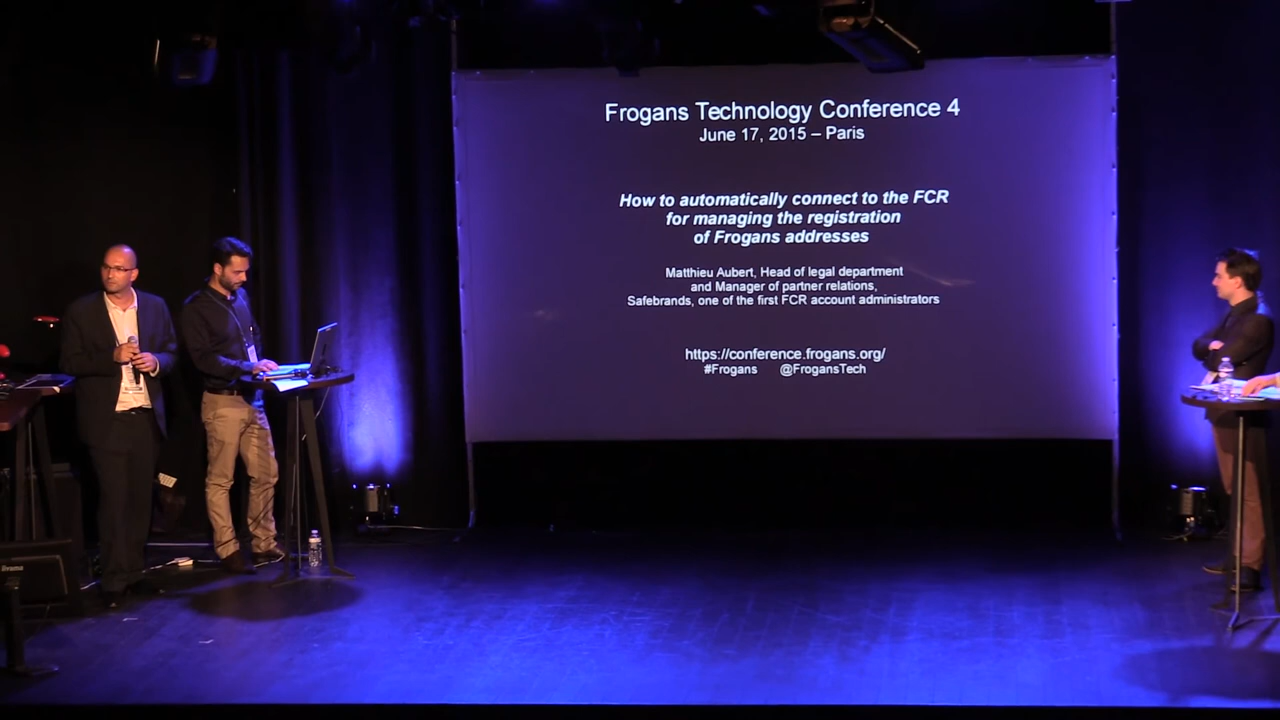 Frogans Technology Conference 4
June 17, 2015 – Paris
How to automatically connect to the FCR
for managing the registration
of Frogans addresses
Matthieu Aubert, Head of legal department
and Manager of partner relations,
Safebrands, one of the first FCR account administrators
https://conference.frogans.org/
#Frogans @FrogansTech